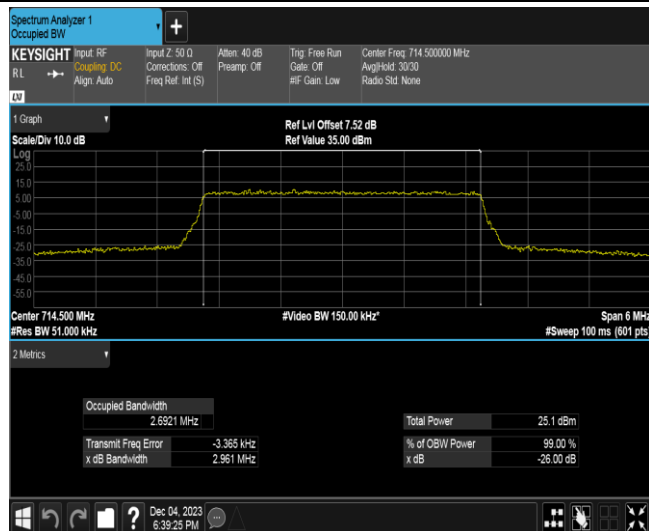 Spectrum Analyzer 1
Occupied BW
+
KEYSIGHT Input: RF Input Z: 50 Ω Atten: 40 dB Trig: Free Run Center Freq: 714.500000 MHz
RL Coupling: DC Corrections: Off Preamp: Off Gate: Off Avg|Hold: 30/30
Align: Auto Freq Ref: Int (S) #IF Gain: Low Radio Std: None
LXI
1 Graph
Ref Lvl Offset 7.52 dB
Scale/Div 10.0 dB Ref Value 35.00 dBm
Log
25.0
15.0
5.00
-5.00
-15.0
-25.0
-35.0
-45.0
-55.0
Center 714.500 MHz #Video BW 150.00 kHz* Span 6 MHz
#Res BW 51.000 kHz #Sweep 100 ms (601 pts)
2 Metrics
Occupied Bandwidth
2.6921 MHz Total Power 25.1 dBm
Transmit Freq Error -3.365 kHz % of OBW Power 99.00 %
x dB Bandwidth 2.961 MHz x dB -26.00 dB
? Dec 04, 2023
6:39:25 PM